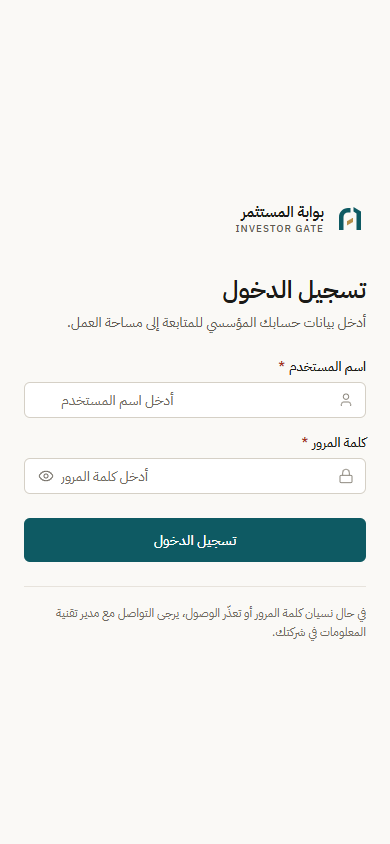 بوابة المستثمر
INVESTOR GATE
تسجيل الدخول
أدخل بيانات حسابك المؤسسي للمتابعة إلى مساحة العمل.
اسم المستخدم *
أدخل اسم المستخدم
كلمة المرور *
أدخل كلمة المرور
تسجيل الدخول
في حال نسيان كلمة المرور أو تعذّر الوصول، يرجى التواصل مع مدير تقنية
المعلومات في شركتك.